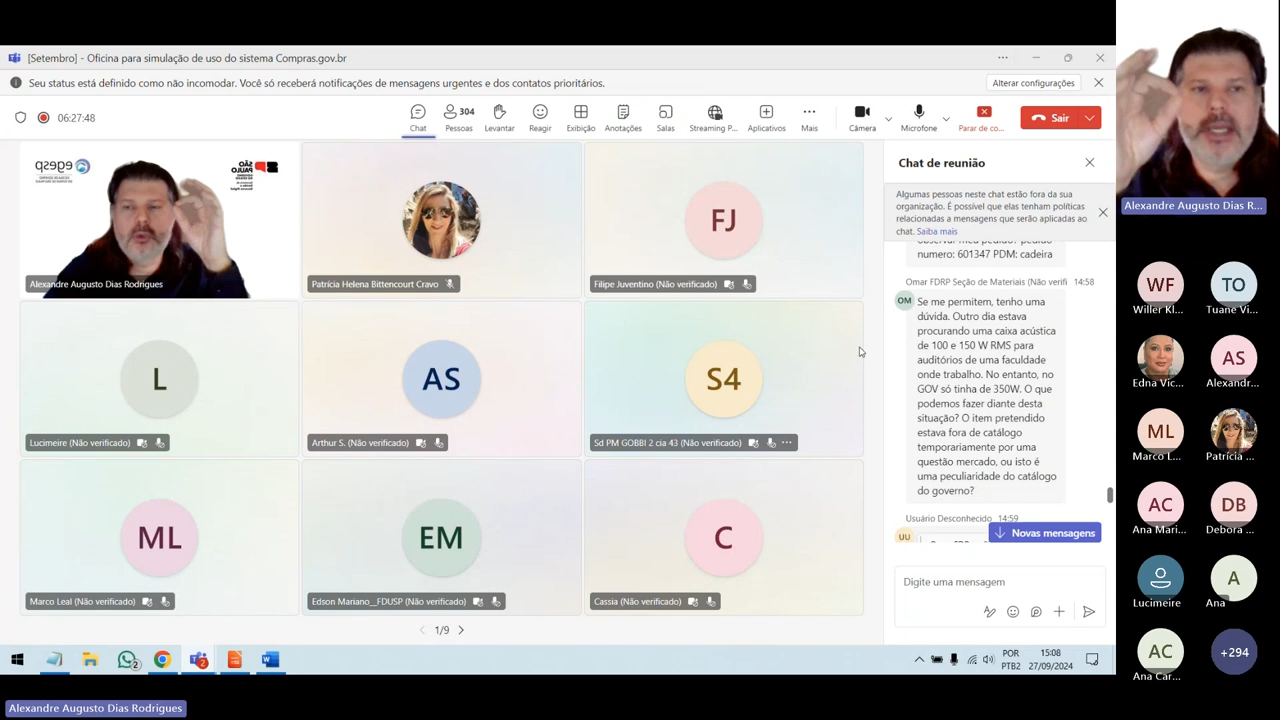 [Setembro] - Oficina para simulação de uso do sistema Compras.gov.br
Seu status está definido como não incomodar. Você só receberá notificações de mensagens urgentes e dos contatos prioritários.
Alterar configurações
06:27:48
Chat
304
Pessoas
Levantar
Reagir
Exibição
Anotações
Salas
Streaming P...
Aplicativos
Mais
Câmera
Microfone
Parar de co...
Sair
egesp
SÃO PAULO
Alexandre Augusto Dias Rodrigues
Patrícia Helena Bittencourt Cravo
FJ
Filipe Juventino (Não verificado)
L
Lucimeire (Não verificado)
AS
Arthur S. (Não verificado)
S4
Sd PM GOBBI 2 cia 43 (Não verificado)
ML
Marco Leal (Não verificado)
EM
Edson Mariano__FDUSP (Não verificado)
C
Cassia (Não verificado)
1/9
Chat de reunião
Algumas pessoas neste chat estão fora da sua
organização. É possível que elas tenham políticas
relacionadas a mensagens que serão aplicadas ao
chat. Saiba mais
observar meu pedido? pedido
numero: 601347 PDM: cadeira
Omar FDRP Seção de Materiais (Não verifi 14:58
OM
Se me permitem, tenho uma
dúvida. Outro dia estava
procurando uma caixa acústica
de 100 e 150 W RMS para
auditórios de uma faculdade
onde trabalho. No entanto, no
GOV só tinha de 350W. O que
podemos fazer diante desta
situação? O item pretendido
estava fora de catálogo
temporariamente por uma
questão mercado, ou isto é
uma peculiaridade do catálogo
do governo?
Usuário Desconhecido 14:59
UU
Novas mensagens
Digite uma mensagem
2
2
POR
PTB2
15:08
27/09/2024
Alexandre Augusto Dias R...
WF
Willer Kl...
TO
Tuane Vi...
Edna Vic...
AS
Alexandr...
ML
Marco L...
Patrícia ...
AC
Ana Mari...
DB
Debora ...
Lucimeire
A
Ana
AC
Ana Car...
+294
Alexandre Augusto Dias Rodrigues